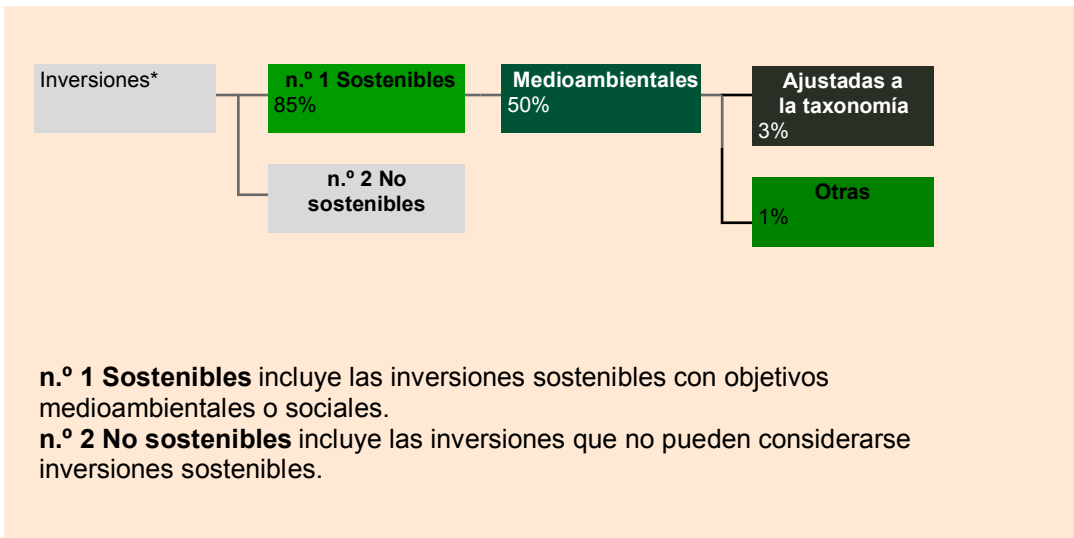 Inversiones*
n.º 1 Sostenibles
85%
Medioambientales
50%
Ajustadas a
la taxonomía
3%
n.º 2 No
sostenibles
Otras
1%
n.º 1 Sostenibles incluye las inversiones sostenibles con objetivos
medioambientales o sociales.
n.º 2 No sostenibles incluye las inversiones que no pueden considerarse
inversiones sostenibles.